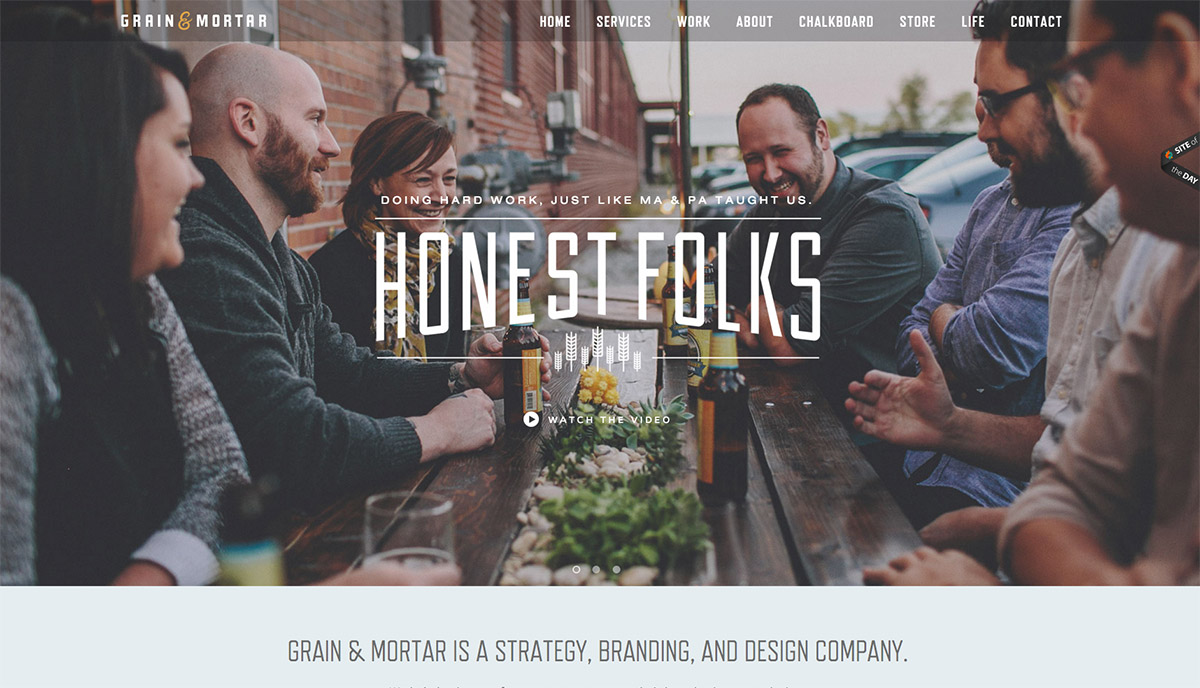 GRAIN & MORTAR
HOME SERVICES WORK ABOUT CHALKBOARD STORE LIFE CONTACT
SITE of
the DAY
DOING HARD WORK, JUST LIKE MA & PA TAUGHT US.
HONEST FOLKS
WATCH THE VIDEO
GRAIN & MORTAR IS A STRATEGY, BRANDING, AND DESIGN COMPANY.